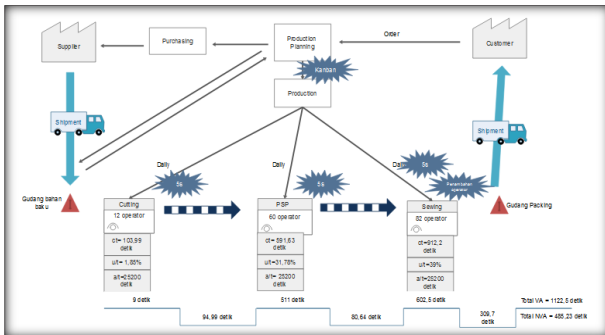 Supplier
Purchasing
Production
Planning
Order
Customer
Kanban
Production
Shipment
Shipment
Daily
Daily
Daily
5s
5s
5s
Penambahan
operator
Gudang bahan
baku
Gudang Packing
Cutting
12 operator
ct= 103,99
detik
u/t= 1,88%
a/t=25200
detik
PSP
60 operator
ct= 591,63
detik
u/t=31,78%
a/t= 25200
detik
Sewing
82 operator
ct=912,2
detik
u/t=39%
a/t=25200
detik
9 detik
94,99 detik
511 detik
80,64 detik
602,5 detik
309,7
detik
Total VA = 1122,5 detik
Total NVA = 485,23 detik